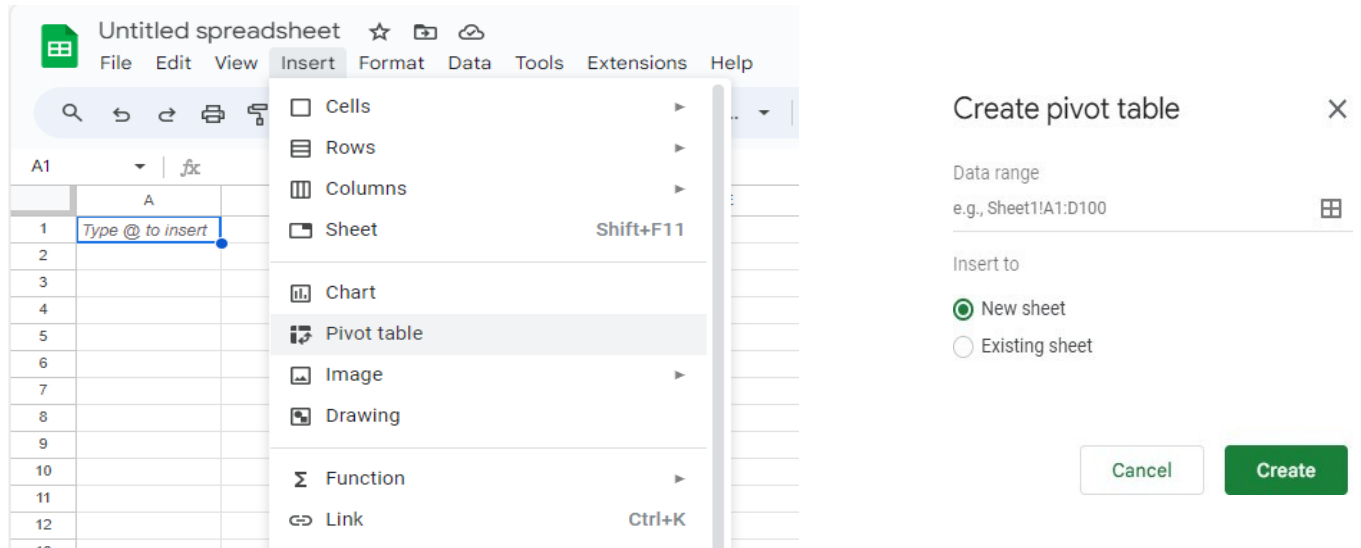 Untitled spreadsheet
File Edit View Insert Format Data Tools Extensions Help
A1 fx
A
1 Type @ to insert
2
3
4
5
6
7
8
9
10
11
12
Cells
Rows
Columns
Sheet Shift+F11
Chart
Pivot table
Image
Drawing
Σ Function
Link Ctrl+K
Create pivot table
Data range
e.g., Sheet1!A1:D100
Insert to
New sheet
Existing sheet
Cancel Create